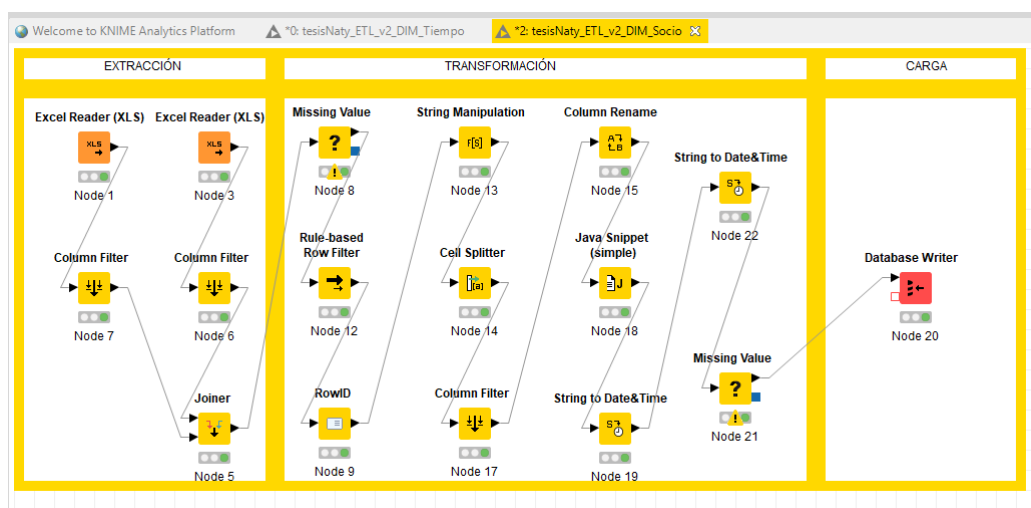 Welcome to KNIME Analytics Platform
*0: tesisNaty_ETL_v2_DIM_Tiempo
*2: tesisNaty_ETL_v2_DIM_Socio
EXTRACCIÓN
TRANSFORMACIÓN
CARGA
Excel Reader (XLS)
XLS
Node 1
Excel Reader (XLS)
XLS
Node 3
Column Filter
Node 7
Column Filter
Node 6
Joiner
Node 5
Missing Value
?
Node 8
Rule-based
Row Filter
Node 12
RowID
Node 9
String Manipulation
f[S]
Node 13
Cell Splitter
[a]
Node 14
Column Filter
Node 17
Column Rename
A
B
Node 15
Java Snippet
(simple)
J
Node 18
String to Date&Time
S
Node 19
String to Date&Time
S
Node 22
Missing Value
?
Node 21
Database Writer
Node 20